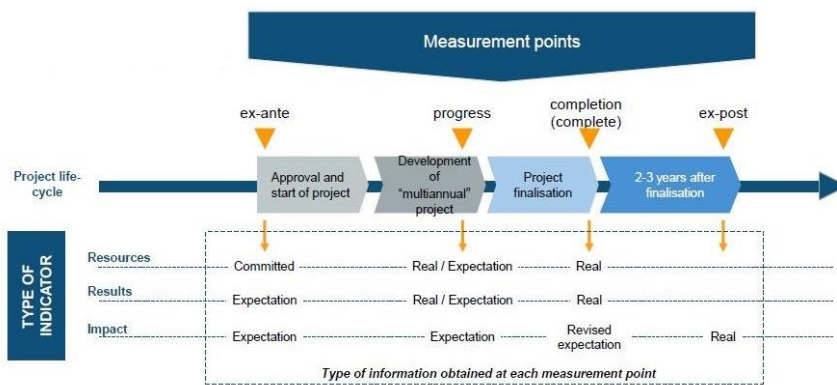 Measurement points
ex-ante
progress
completion
(complete)
ex-post
Project life-
cycle
Approval and
start of project
Development
of
“multiannual”
project
Project
finalisation
2-3 years after
finalisation
TYPE OF
INDICATOR
Resources
Committed
Real / Expectation
Real
Results
Expectation
Real / Expectation
Real
Impact
Expectation
Expectation
Revised
expectation
Real
Type of information obtained at each measurement point